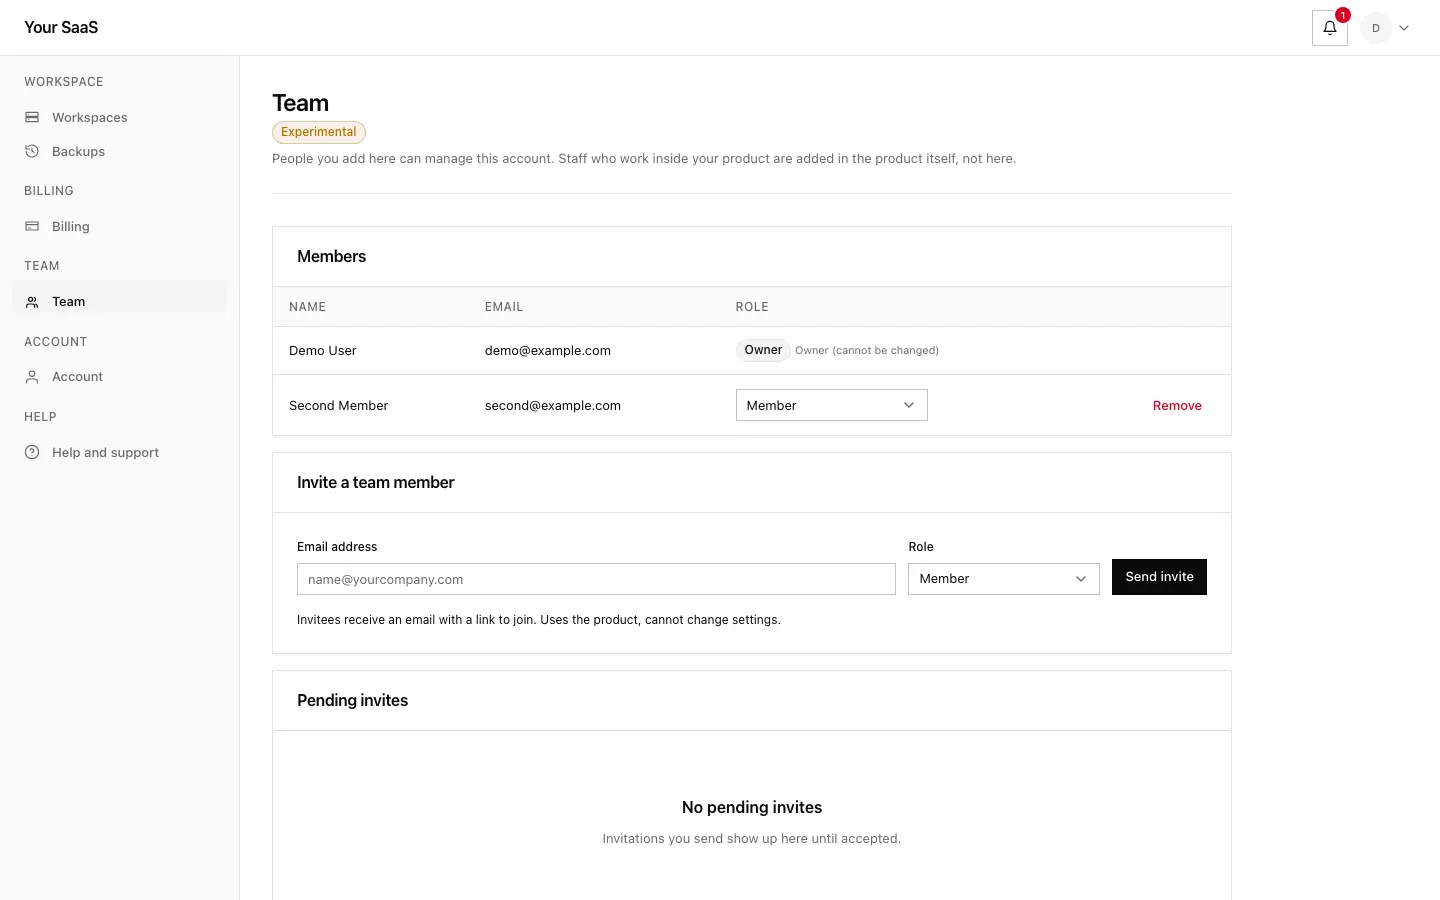 Your SaaS
1
D
WORKSPACE
Workspaces
Backups
BILLING
Billing
TEAM
Team
ACCOUNT
Account
HELP
Help and support
Team
Experimental
People you add here can manage this account. Staff who work inside your product are added in the product itself, not here.
Members
NAME EMAIL ROLE
Demo User demo@example.com Owner Owner (cannot be changed)
Second Member second@example.com Member Remove
Invite a team member
Email address Role
name@yourcompany.com Member Send invite
Invitees receive an email with a link to join. Uses the product, cannot change settings.
Pending invites
No pending invites
Invitations you send show up here until accepted.